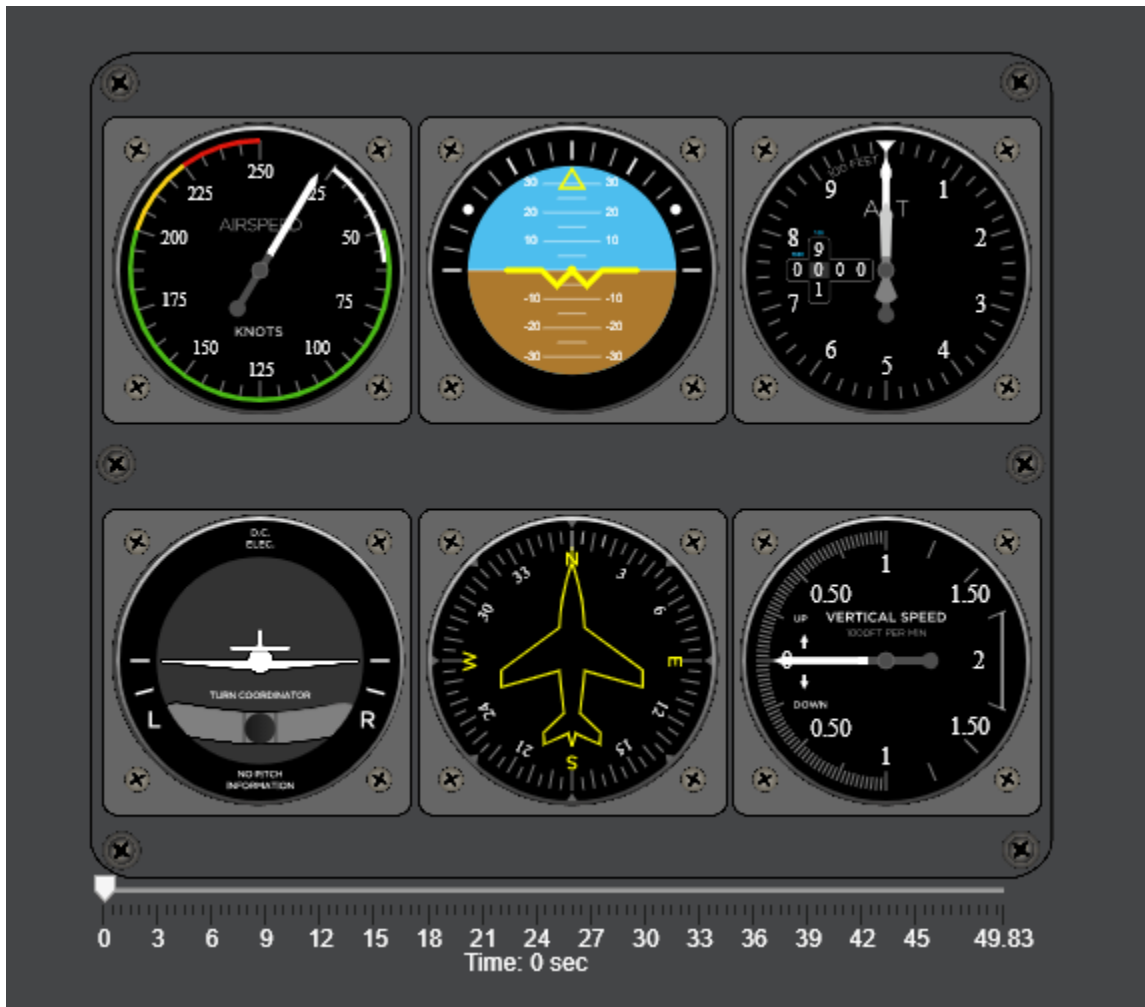 250
25
225
AIRSPEED
50
200
175
75
KNOTS
150
100
125
30 30
20 20
10 10
-10 -10
-20 -20
-30 -30
100 FEET
9 1
ALT
8 2
9
0 0 0 0
1
7 3
6 4
5
D.C.
ELEC.
TURN COORDINATOR
L R
NO PITCH
INFORMATION
N
33 3
30 6
W E
24 12
21 15
S
1
0.50 1.50
UP VERTICAL SPEED
1000FT PER MIN
0 2
DOWN
0.50 1.50
1
0 3 6 9 12 15 18 21 24 27 30 33 36 39 42 45 49.83
Time: 0 sec